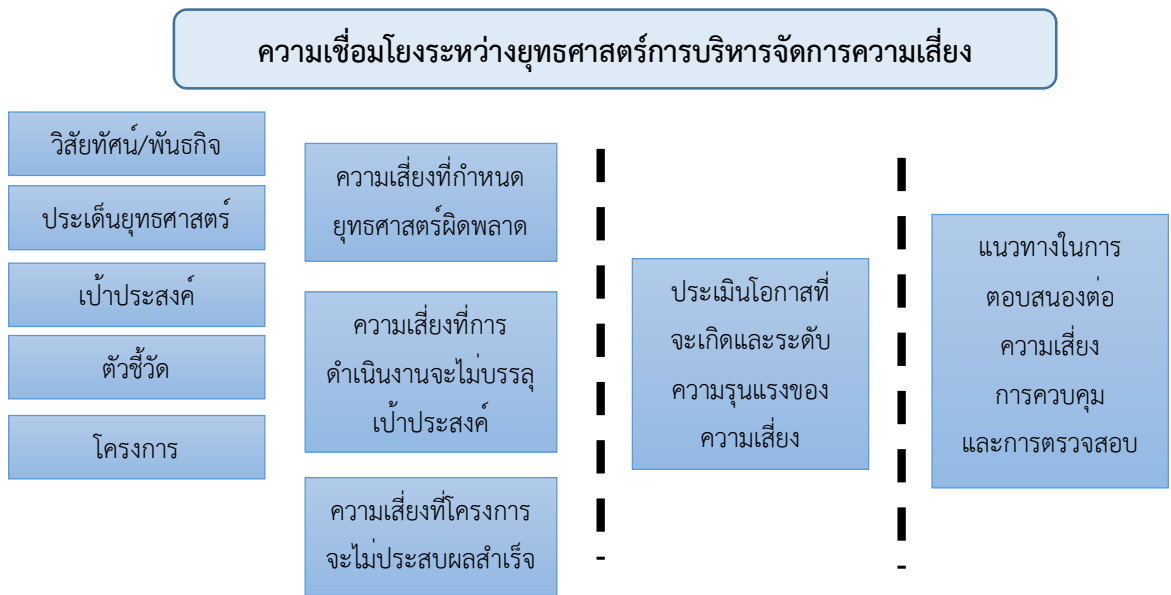 ความเชื่อมโยงระหว่างยุทธศาสตร์การบริหารจัดการความเสี่ยง
วิสัยทัศน์/พันธกิจ
ประเด็นยุทธศาสตร์
เป้าประสงค์
ตัวชี้วัด
โครงการ
ความเสี่ยงที่กำหนด
ยุทธศาสตร์ผิดพลาด
ความเสี่ยงที่การ
ดำเนินงานจะไม่บรรลุ
เป้าประสงค์
ความเสี่ยงที่โครงการ
จะไม่ประสบผลสำเร็จ
ประเมินโอกาสที่
จะเกิดและระดับ
ความรุนแรงของ
ความเสี่ยง
แนวทางในการ
ตอบสนองต่อ
ความเสี่ยง
การควบคุม
และการตรวจสอบ